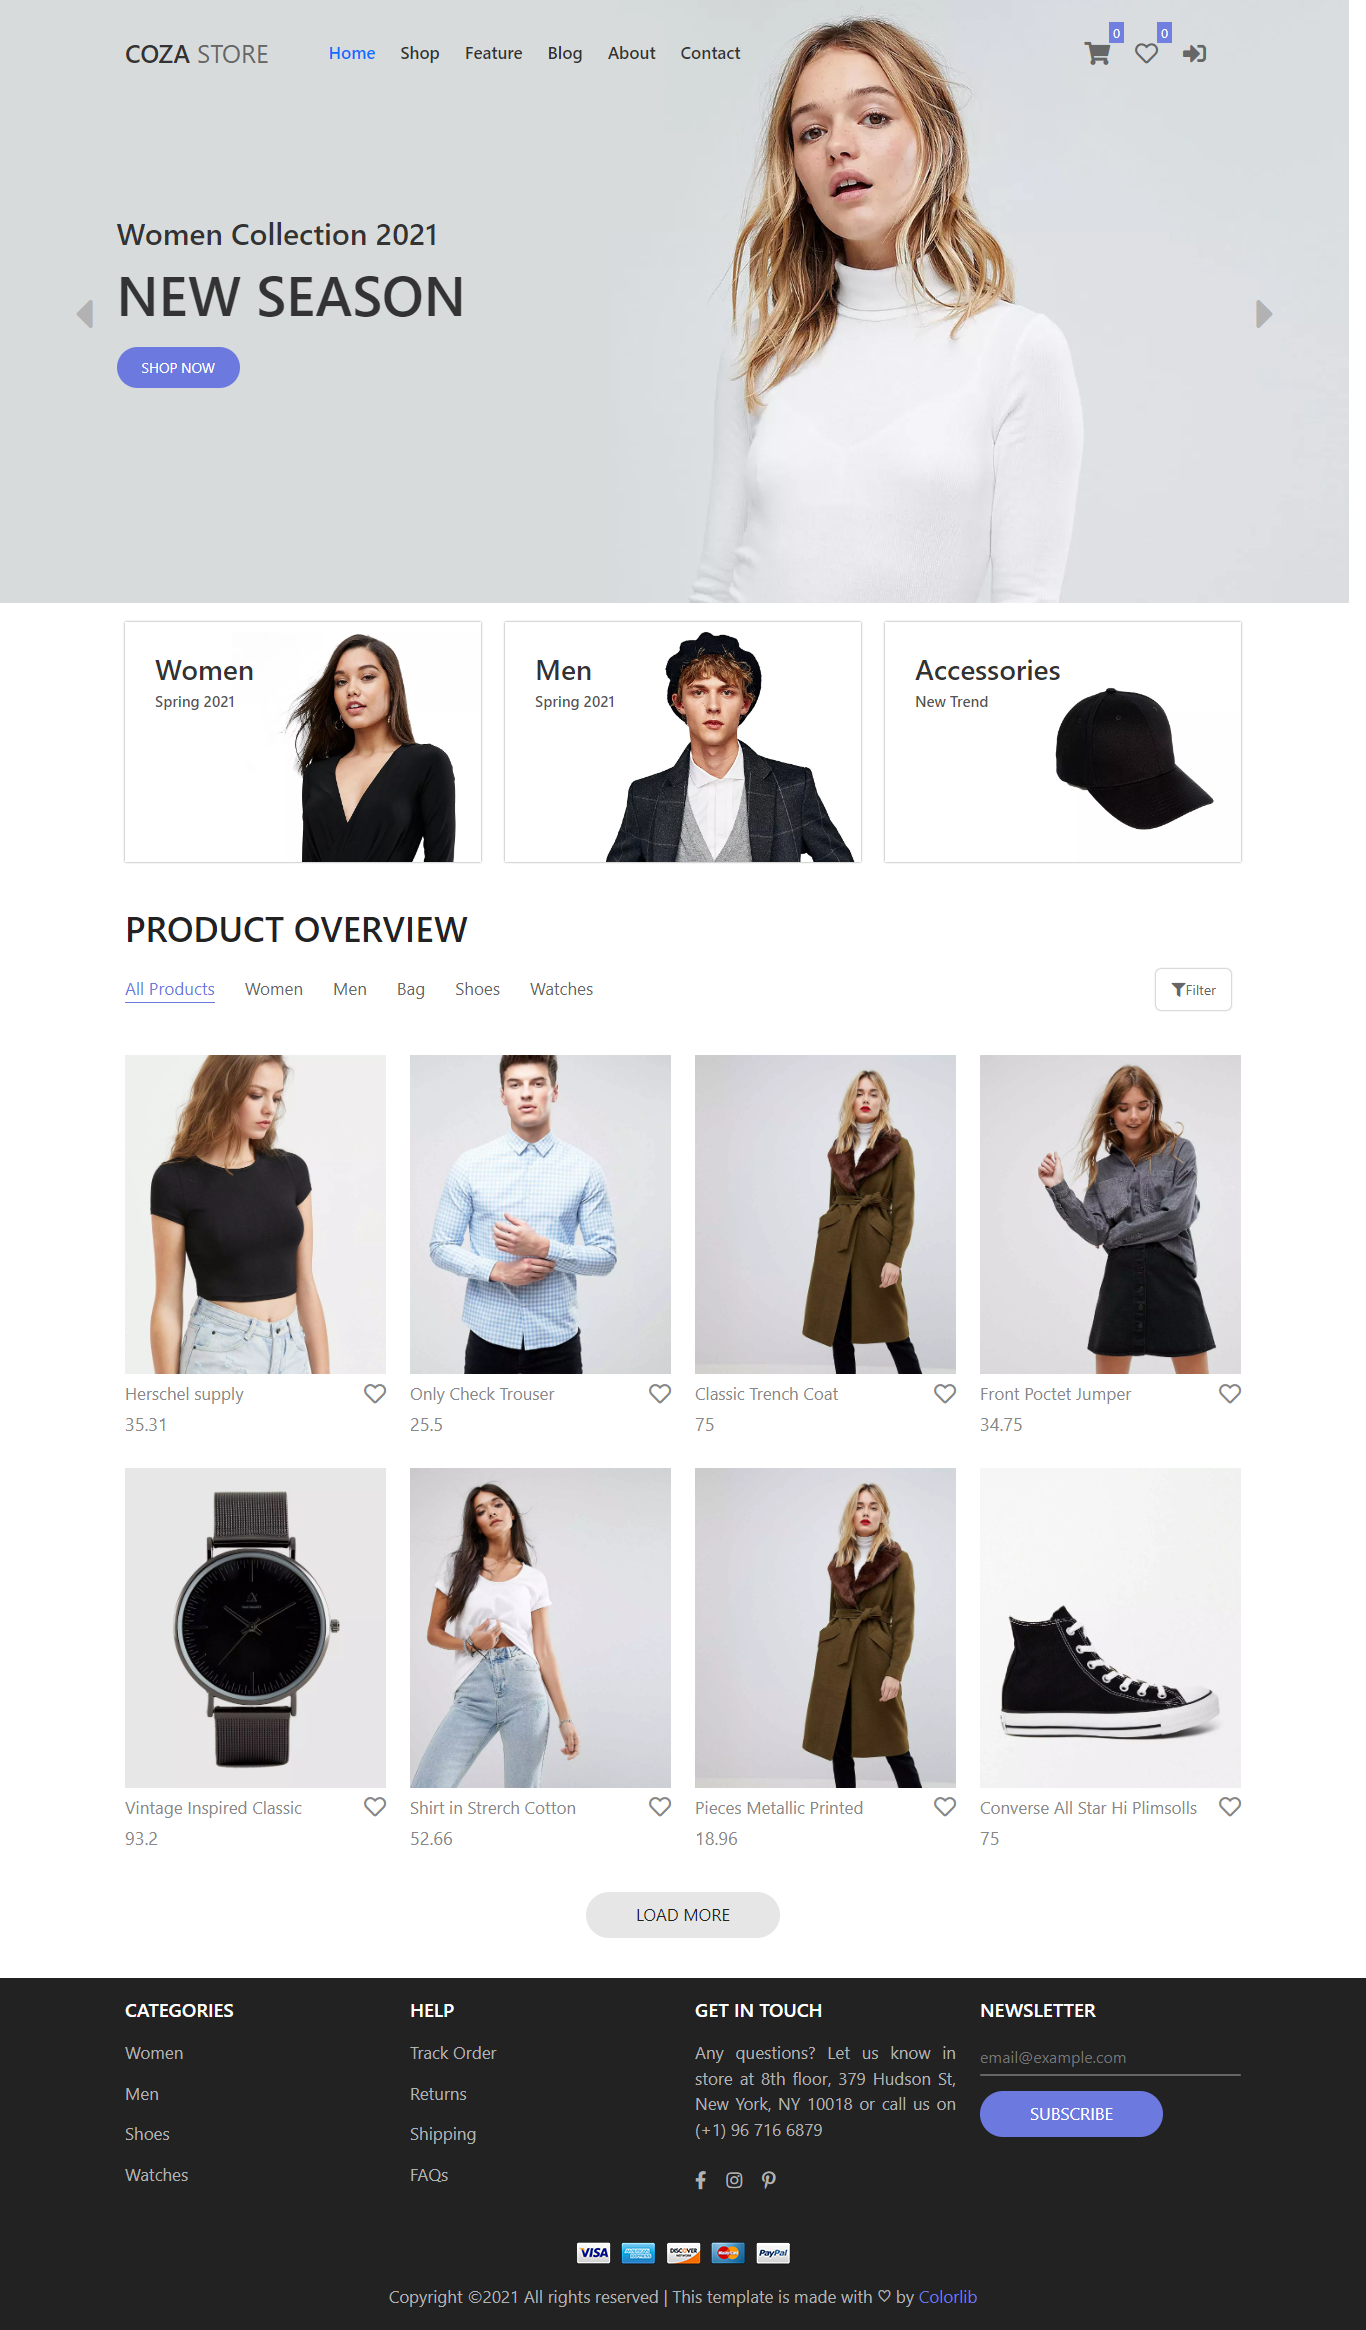 COZA STORE
Home Shop Feature Blog About Contact
0 0
Women Collection 2021
NEW SEASON
SHOP NOW
Women
Spring 2021
Men
Spring 2021
Accessories
New Trend
PRODUCT OVERVIEW
All Products Women Men Bag Shoes Watches
Filter
Herschel supply
35.31
Only Check Trouser
25.5
Classic Trench Coat
75
Front Poctet Jumper
34.75
Vintage Inspired Classic
93.2
Shirt in Strerch Cotton
52.66
Pieces Metallic Printed
18.96
Converse All Star Hi Plimsolls
75
LOAD MORE
CATEGORIES
Women
Men
Shoes
Watches
HELP
Track Order
Returns
Shipping
FAQs
GET IN TOUCH
Any questions? Let us know in
store at 8th floor, 379 Hudson St,
New York, NY 10018 or call us on
(+1) 96 716 6879
NEWSLETTER
email@example.com
SUBSCRIBE
VISA AMERICAN EXPRESS DISCOVER NETWORK MasterCard PayPal
Copyright ©2021 All rights reserved | This template is made with ♡ by Colorlib